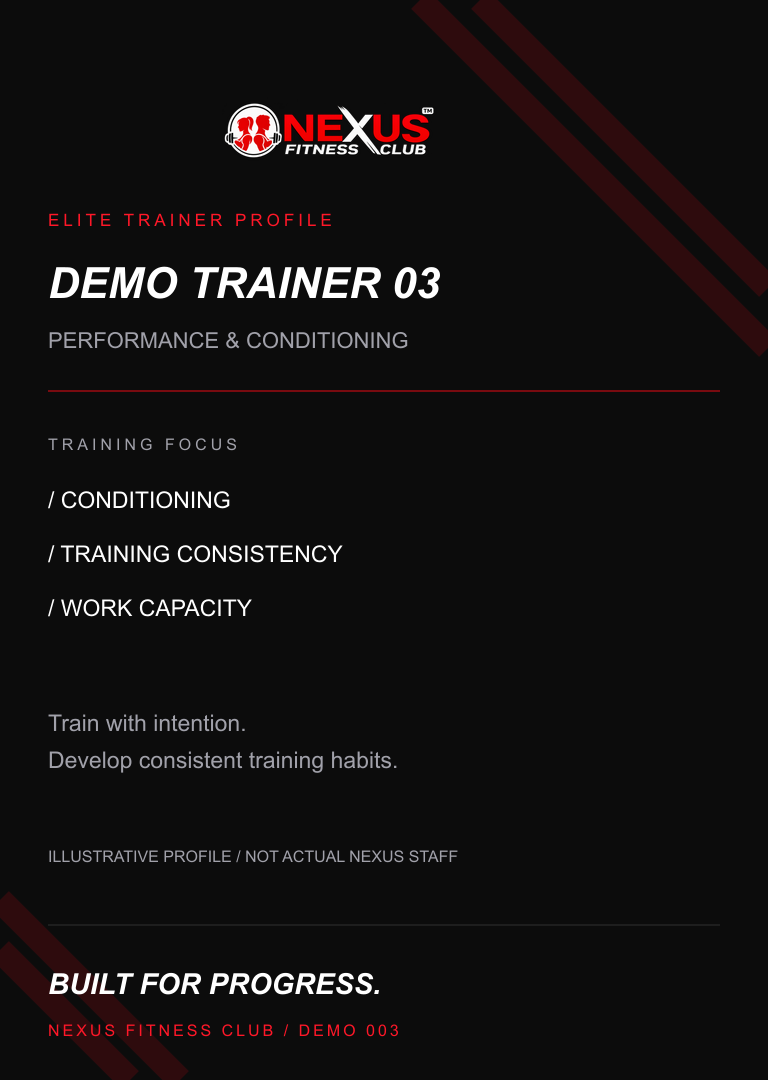 NEXUS™
FITNESS CLUB
ELITE TRAINER PROFILE
DEMO TRAINER 03
PERFORMANCE & CONDITIONING
TRAINING FOCUS
/ CONDITIONING
/ TRAINING CONSISTENCY
/ WORK CAPACITY
Train with intention.
Develop consistent training habits.
ILLUSTRATIVE PROFILE / NOT ACTUAL NEXUS STAFF
BUILT FOR PROGRESS.
NEXUS FITNESS CLUB / DEMO 003